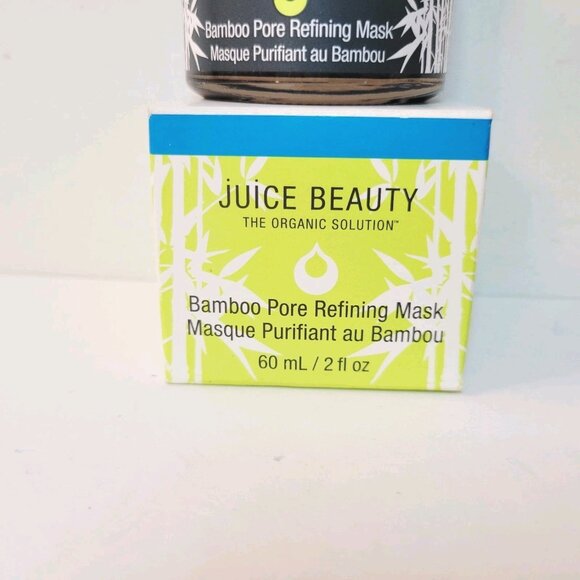 Bamboo Pore Refining Mask
Masque Purifiant au Bambou
juice BEAUTY
THE ORGANIC SOLUTION™
Bamboo Pore Refining Mask
Masque Purifiant au Bambou
60 mL / 2 fl oz